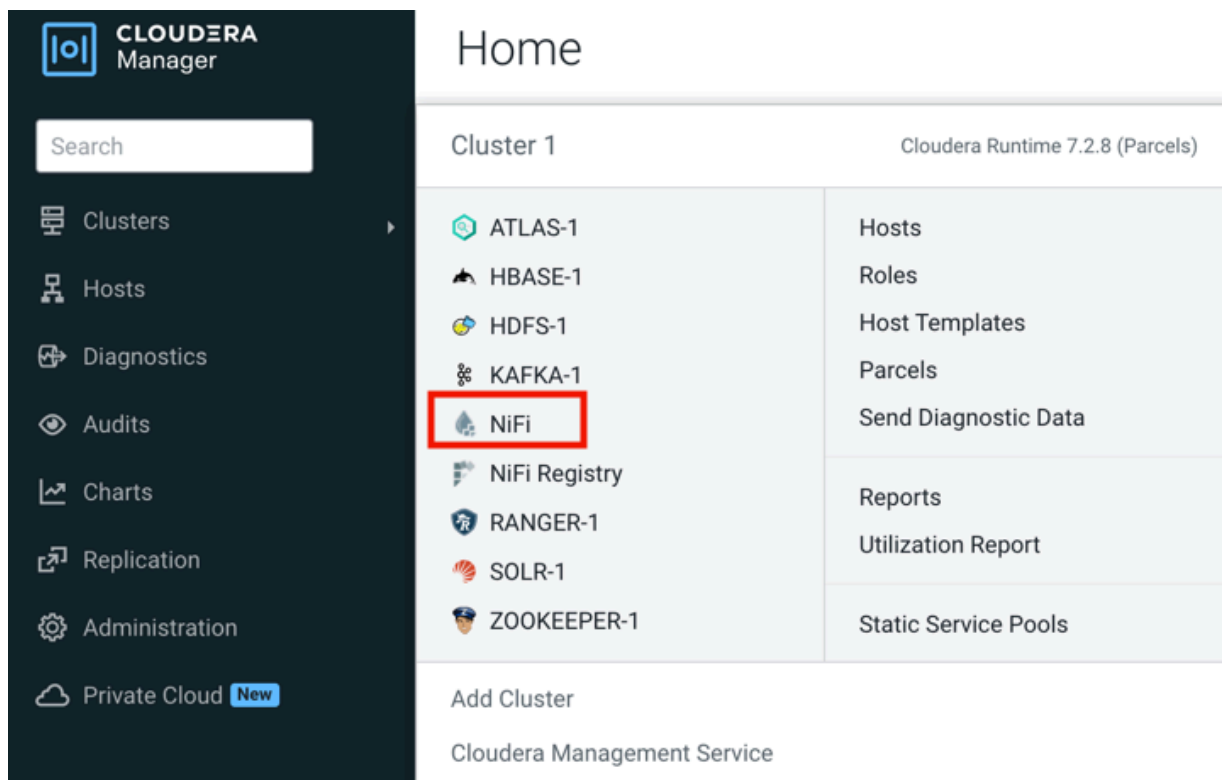 CLOUDERA
Manager
Search
Clusters
Hosts
Diagnostics
Audits
Charts
Replication
Administration
Private Cloud New
Home
Cluster 1 Cloudera Runtime 7.2.8 (Parcels)
ATLAS-1
HBASE-1
HDFS-1
KAFKA-1
NiFi
NiFi Registry
RANGER-1
SOLR-1
ZOOKEEPER-1
Hosts
Roles
Host Templates
Parcels
Send Diagnostic Data
Reports
Utilization Report
Static Service Pools
Add Cluster
Cloudera Management Service